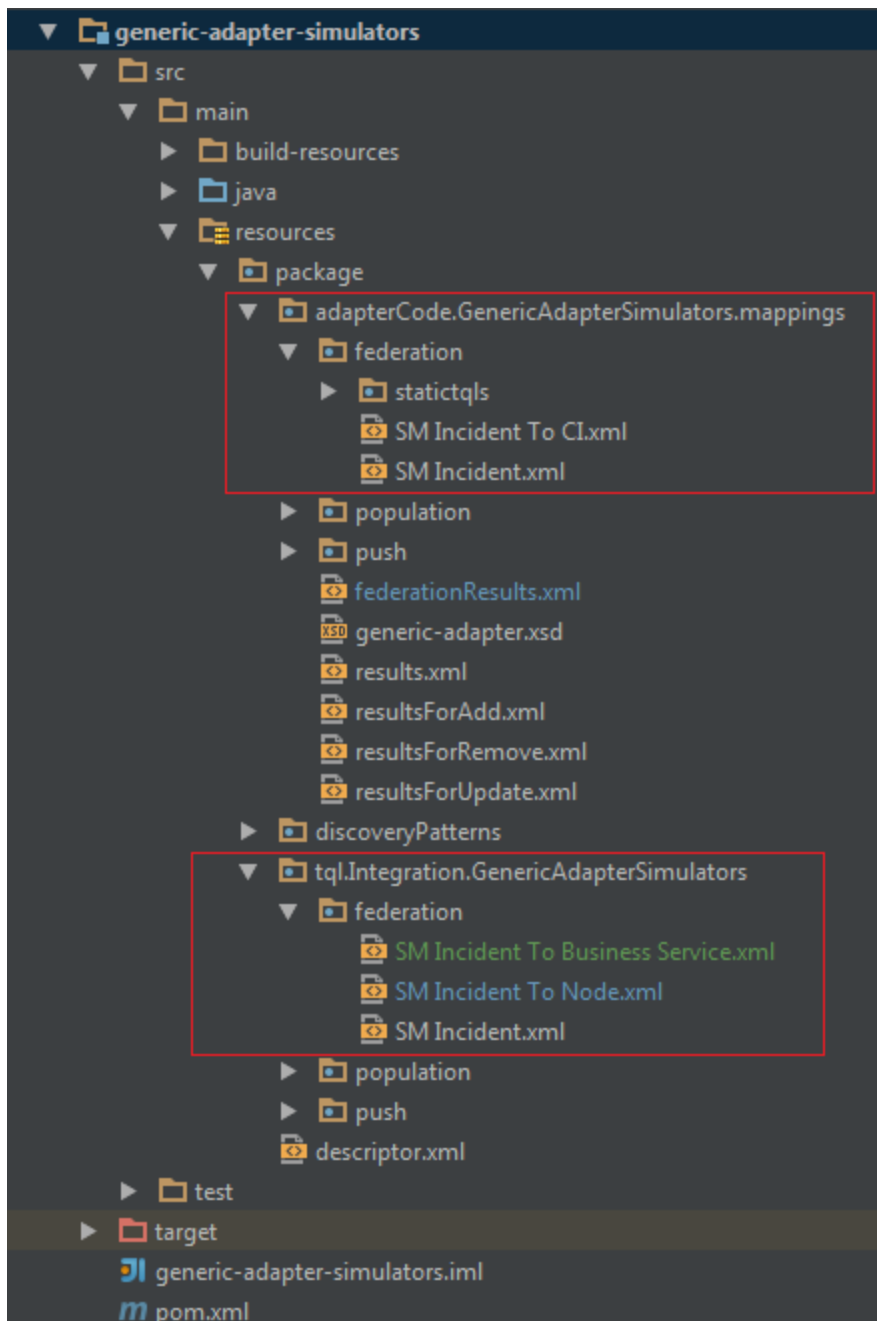 generic-adapter-simulators
src
main
build-resources
java
resources
package
adapterCode.GenericAdapterSimulators.mappings
federation
statictqls
SM Incident To CI.xml
SM Incident.xml
population
push
federationResults.xml
generic-adapter.xsd
results.xml
resultsForAdd.xml
resultsForRemove.xml
resultsForUpdate.xml
discoveryPatterns
tql.Integration.GenericAdapterSimulators
federation
SM Incident To Business Service.xml
SM Incident To Node.xml
SM Incident.xml
population
push
descriptor.xml
test
target
generic-adapter-simulators.iml
pom.xml